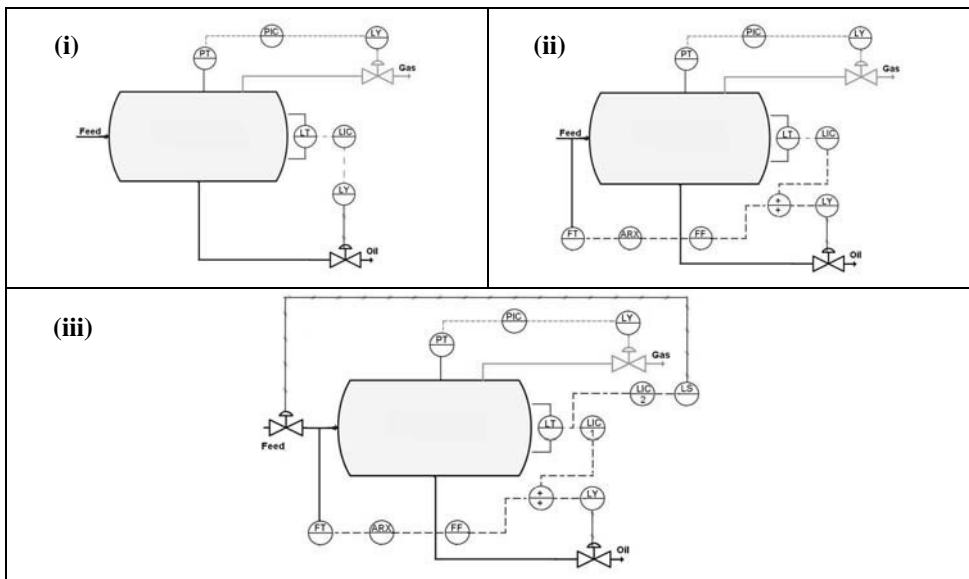 (i)
PIC
LY
PT
Gas
Feed
LT
LIC
LY
Oil
(ii)
PIC
LY
PT
Gas
Feed
LT
LIC
+
+
LY
FT
ARX
FF
Oil
(iii)
PIC
LY
PT
Gas
LIC
2
LS
LT
LIC
1
Feed
+
+
LY
FT
ARX
FF
Oil